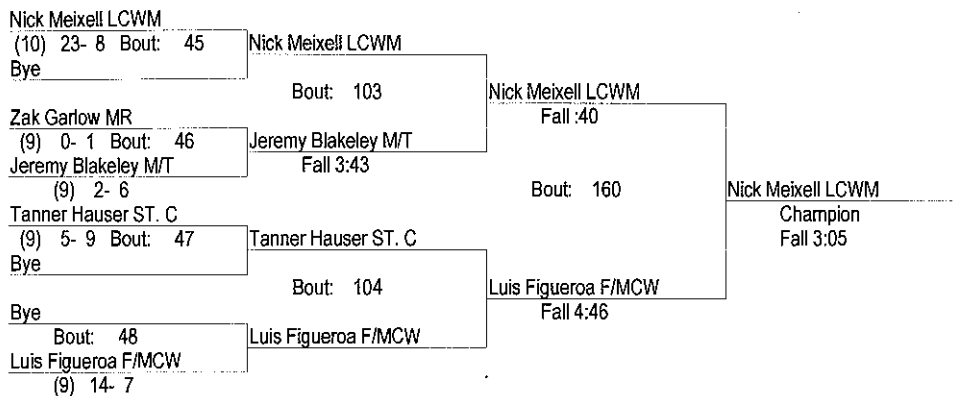 Nick Meixell LCWM
(10) 23- 8 Bout: 45
Bye
Nick Meixell LCWM
Bout: 103
Zak Garlow MR
(9) 0- 1 Bout: 46
Jeremy Blakeley M/T
(9) 2- 6
Jeremy Blakeley M/T
Fall 3:43
Nick Meixell LCWM
Fall :40
Bout: 160
Tanner Hauser ST. C
(9) 5- 9 Bout: 47
Bye
Tanner Hauser ST. C
Bout: 104
Bye
Bout: 48
Luis Figueroa F/MCW
(9) 14- 7
Luis Figueroa F/MCW
Luis Figueroa F/MCW
Fall 4:46
Nick Meixell LCWM
Champion
Fall 3:05